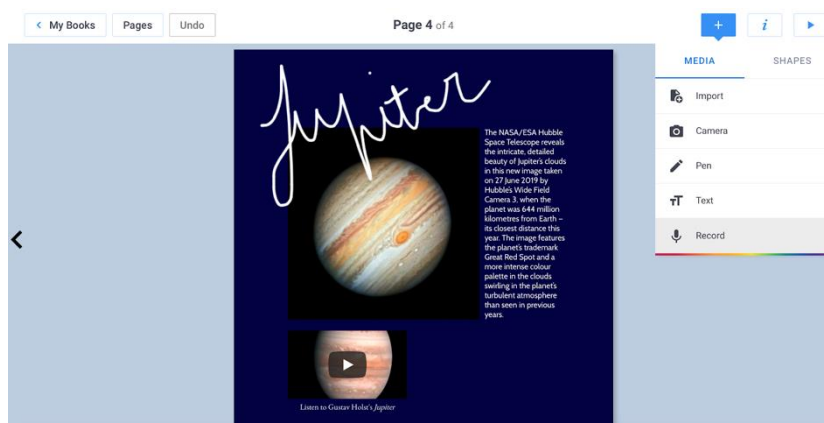 My Books
Pages
Undo
Page 4 of 4
i
MEDIA
SHAPES
Import
Camera
Pen
Text
Record
Jupiter
The NASA/ESA Hubble
Space Telescope reveals
the intricate, detailed
beauty of Jupiter's clouds
in this new image taken
on 27 June 2019 by
Hubble's Wide Field
Camera 3, when the
planet was 644 million
kilometres from Earth –
its closest distance this
year. The image features
the planet's trademark
Great Red Spot and a
more intense colour
palette in the clouds
swirling in the planet's
turbulent atmosphere
than seen in previous
years.
Listen to Gustav Holst's Jupiter